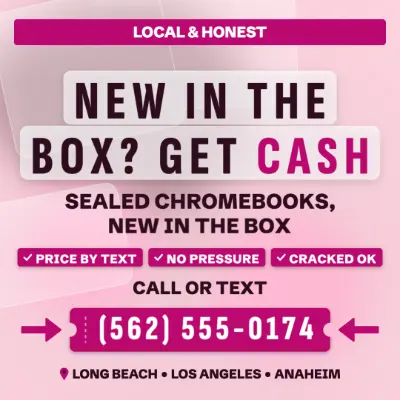 LOCAL & HONEST
NEW IN THE
BOX? GET CASH
SEALED CHROMEBOOKS,
NEW IN THE BOX
✓ PRICE BY TEXT ✓ NO PRESSURE ✓ CRACKED OK
CALL OR TEXT
(562) 555-0174
LONG BEACH • LOS ANGELES • ANAHEIM